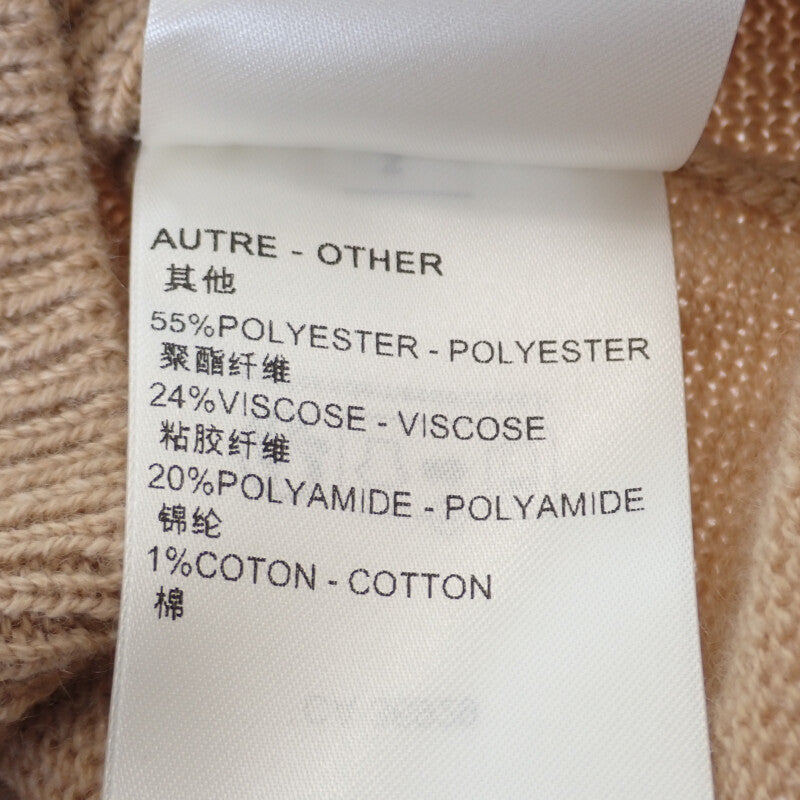 AUTRE - OTHER
其他
55%POLYESTER - POLYESTER
聚酯纤维
24%VISCOSE - VISCOSE
粘胶纤维
20%POLYAMIDE - POLYAMIDE
锦纶
1%COTON - COTTON
棉